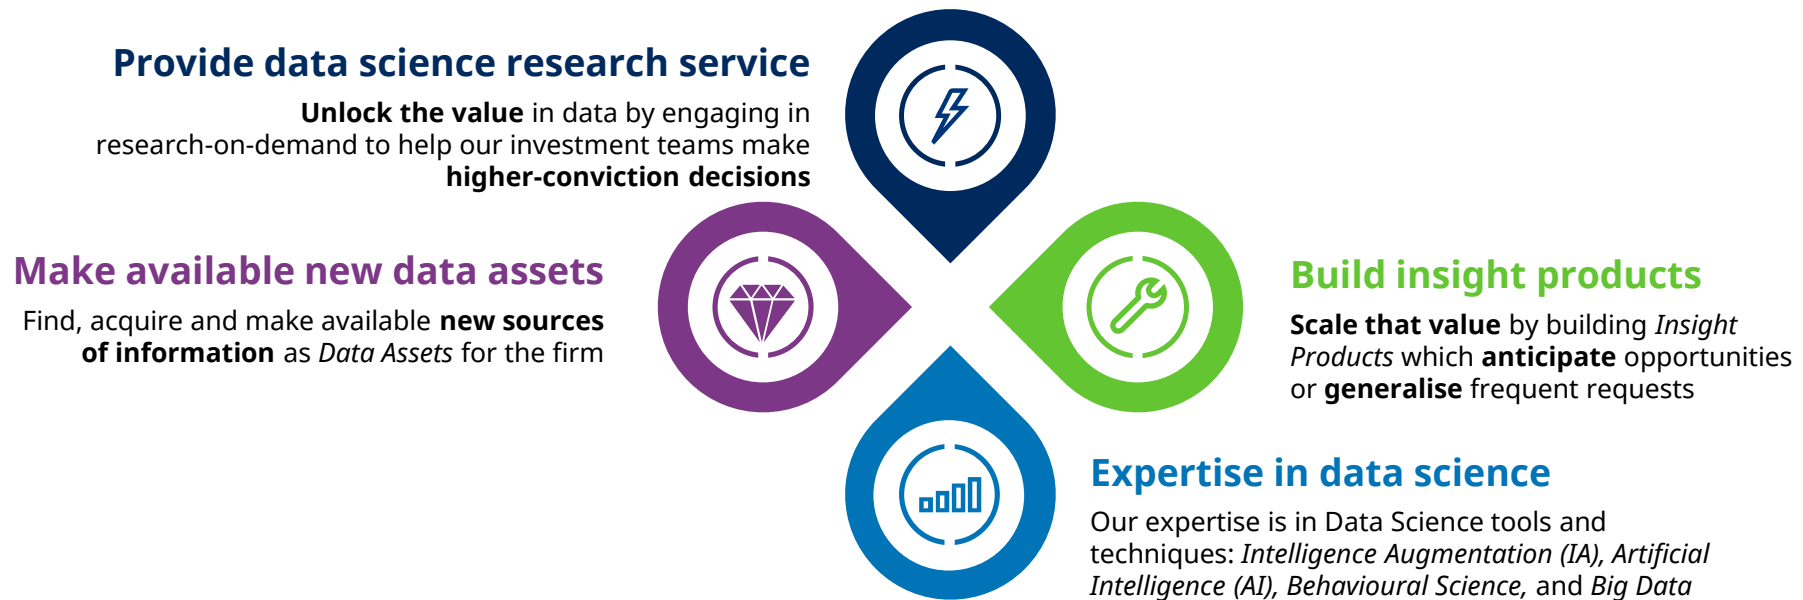 Provide data science research service
Unlock the value in data by engaging in
research-on-demand to help our investment teams make
higher-conviction decisions
Make available new data assets
Find, acquire and make available new sources
of information as Data Assets for the firm
Build insight products
Scale that value by building Insight
Products which anticipate opportunities
or generalise frequent requests
Expertise in data science
Our expertise is in Data Science tools and
techniques: Intelligence Augmentation (IA), Artificial
Intelligence (AI), Behavioural Science, and Big Data